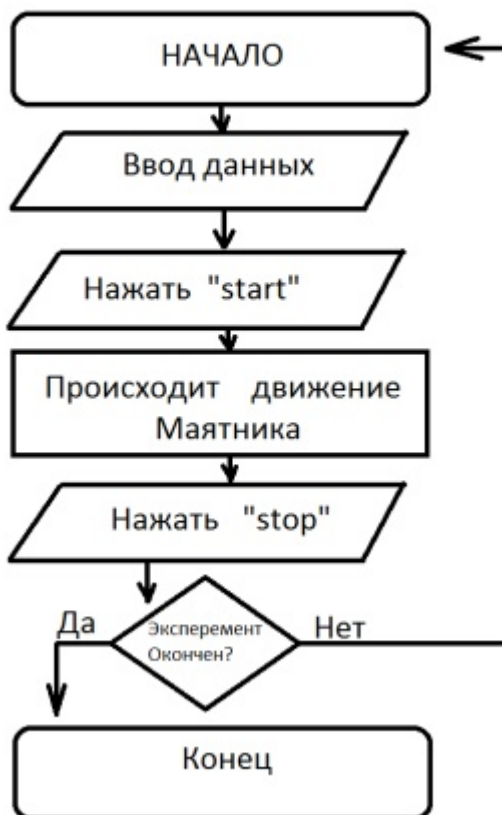 НАЧАЛО
Ввод данных
Нажать "start"
Происходит движение
Маятника
Нажать "stop"
Да
Эксперемент
Окончен?
Нет
Конец